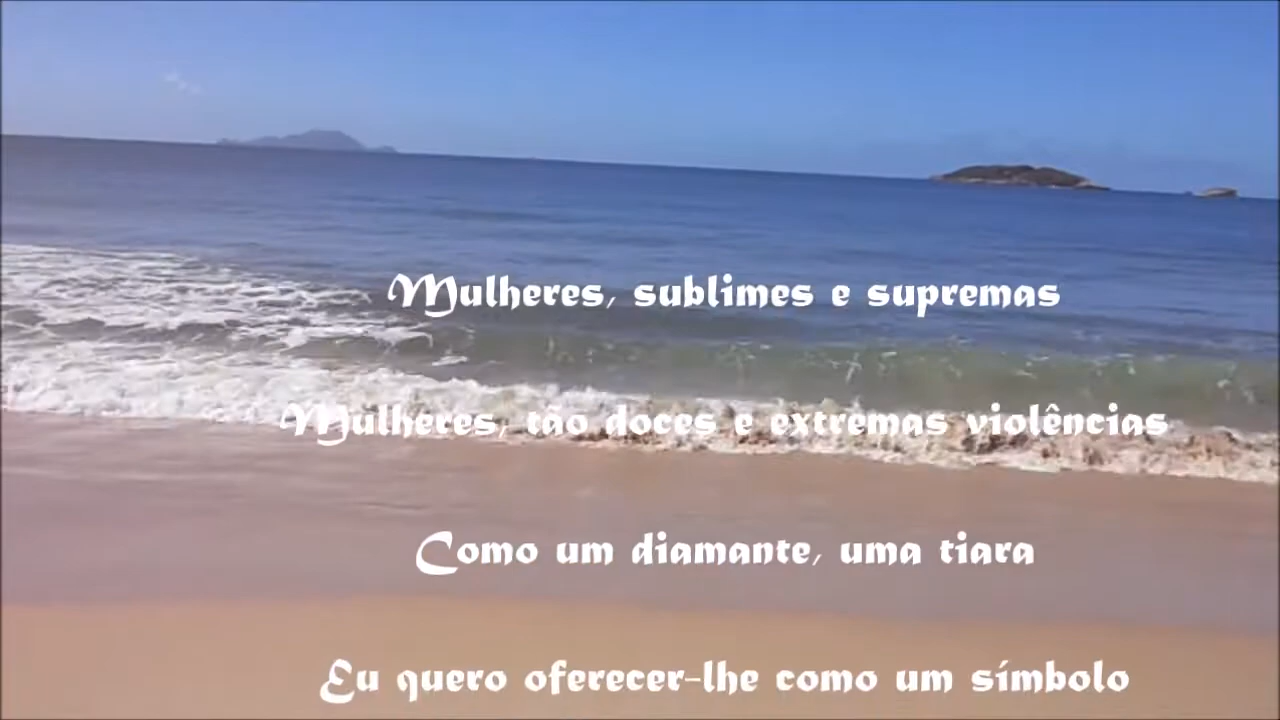 Mulheres, sublimes e supremas
Mulheres, tão doces e extremas violências
Como um diamante, uma tiara
Eu quero oferecer-lhe como um símbolo